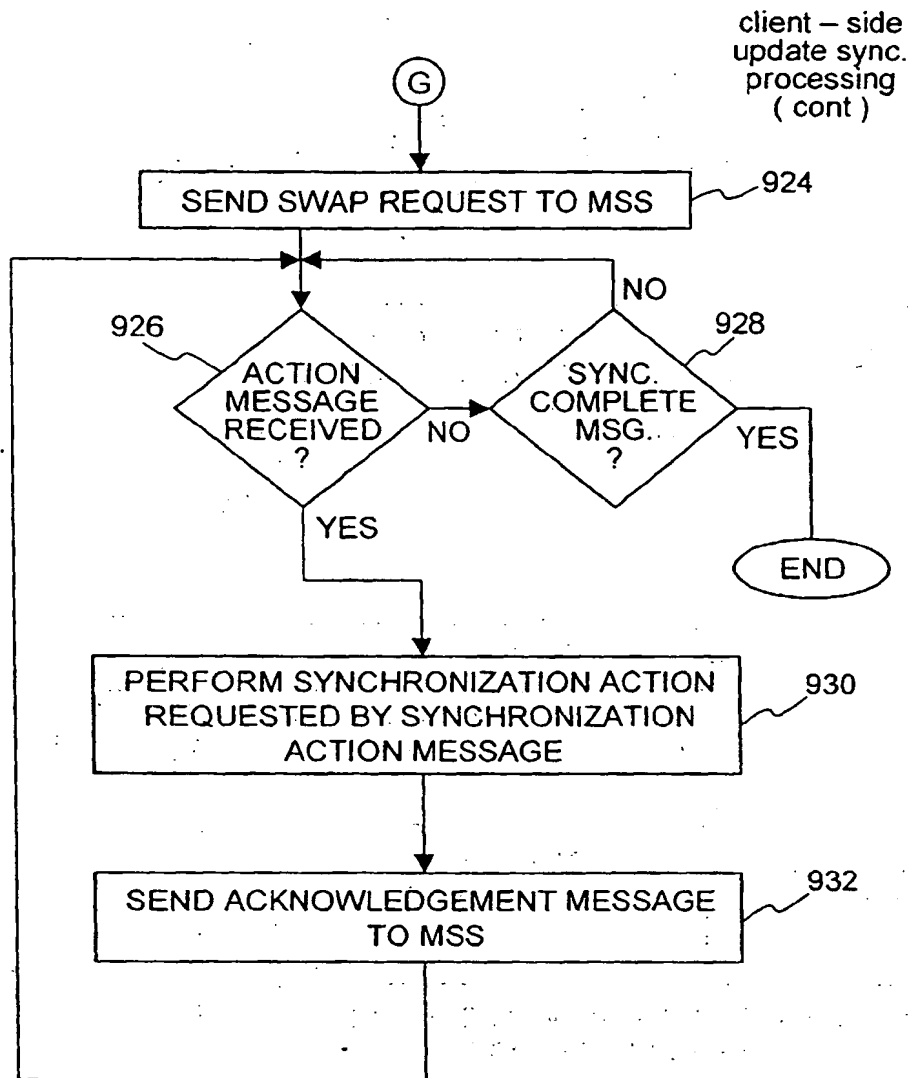 client – side
update sync.
processing
( cont )
G
SEND SWAP REQUEST TO MSS
924
NO
926
928
ACTION
MESSAGE
RECEIVED
?
NO
SYNC.
COMPLETE
MSG.
?
YES
YES
END
PERFORM SYNCHRONIZATION ACTION
REQUESTED BY SYNCHRONIZATION
ACTION MESSAGE
930
SEND ACKNOWLEDGEMENT MESSAGE
TO MSS
932